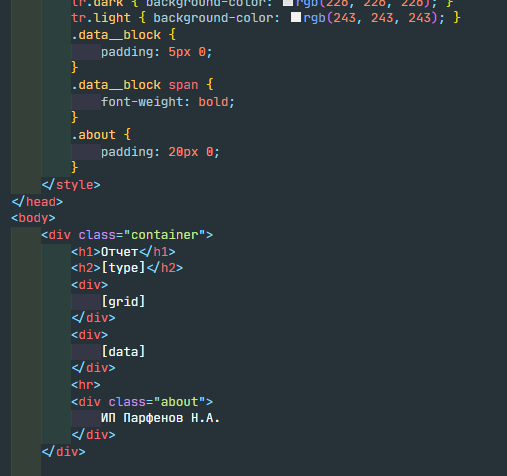 tr.dark { background-color: rgb(226, 226, 226); }
tr.light { background-color: rgb(243, 243, 243); }
.data__block {
padding: 5px 0;
}
.data__block span {
font-weight: bold;
}
.about {
padding: 20px 0;
}
</style>
</head>
<body>
<div class="container">
<h1>Отчет</h1>
<h2>[type]</h2>
<div>
[grid]
</div>
<div>
[data]
</div>
<hr>
<div class="about">
ИП Парфенов Н.А.
</div>
</div>